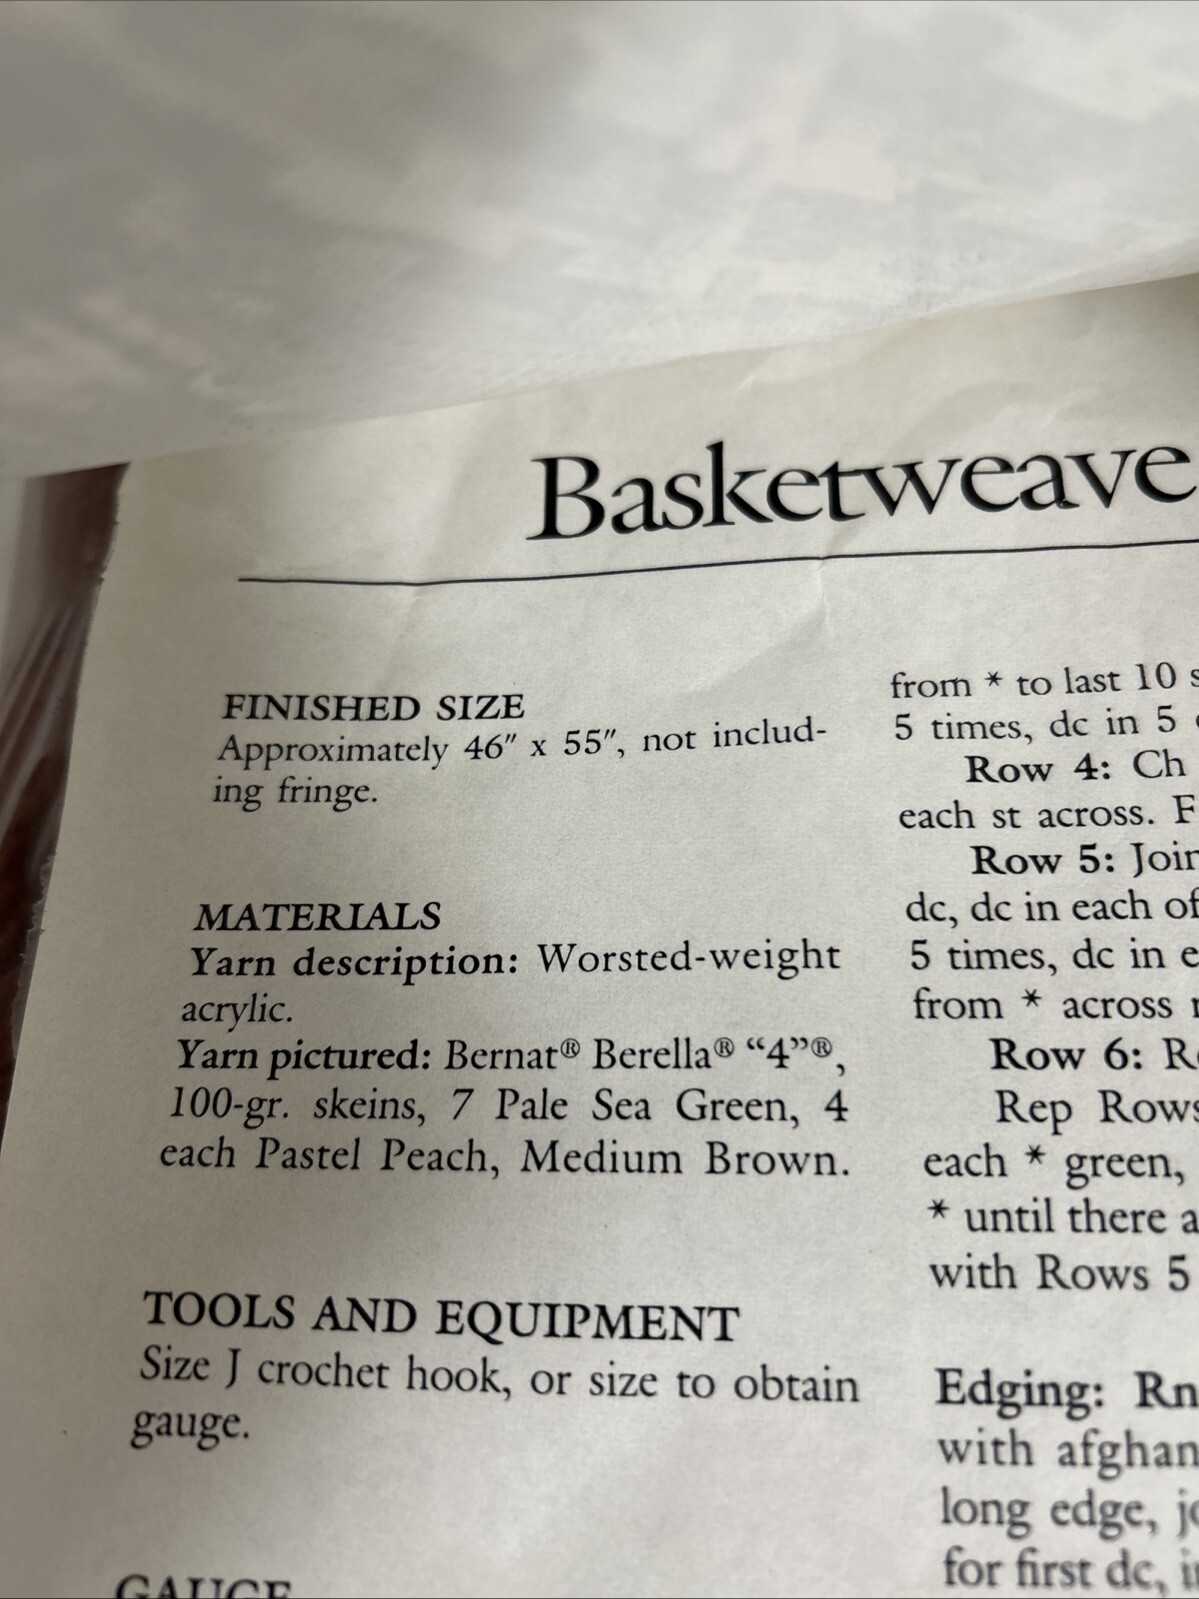 Basketweave
FINISHED SIZE
Approximately 46″ x 55″, not includ-
ing fringe.
MATERIALS
Yarn description: Worsted-weight
acrylic.
Yarn pictured: Bernat® Berella® “4”®,
100-gr. skeins, 7 Pale Sea Green, 4
each Pastel Peach, Medium Brown.
TOOLS AND EQUIPMENT
Size J crochet hook, or size to obtain
gauge.
GAUGE
from * to last 10
5 times, dc in 5
Row 4: Ch
each st across.
Row 5: Join
dc, dc in each of
5 times, dc in
from * across
Row 6:
Rep Rows
each * green,
* until there
with Rows 5
Edging: Rn
with afghan
long edge,
for first dc,